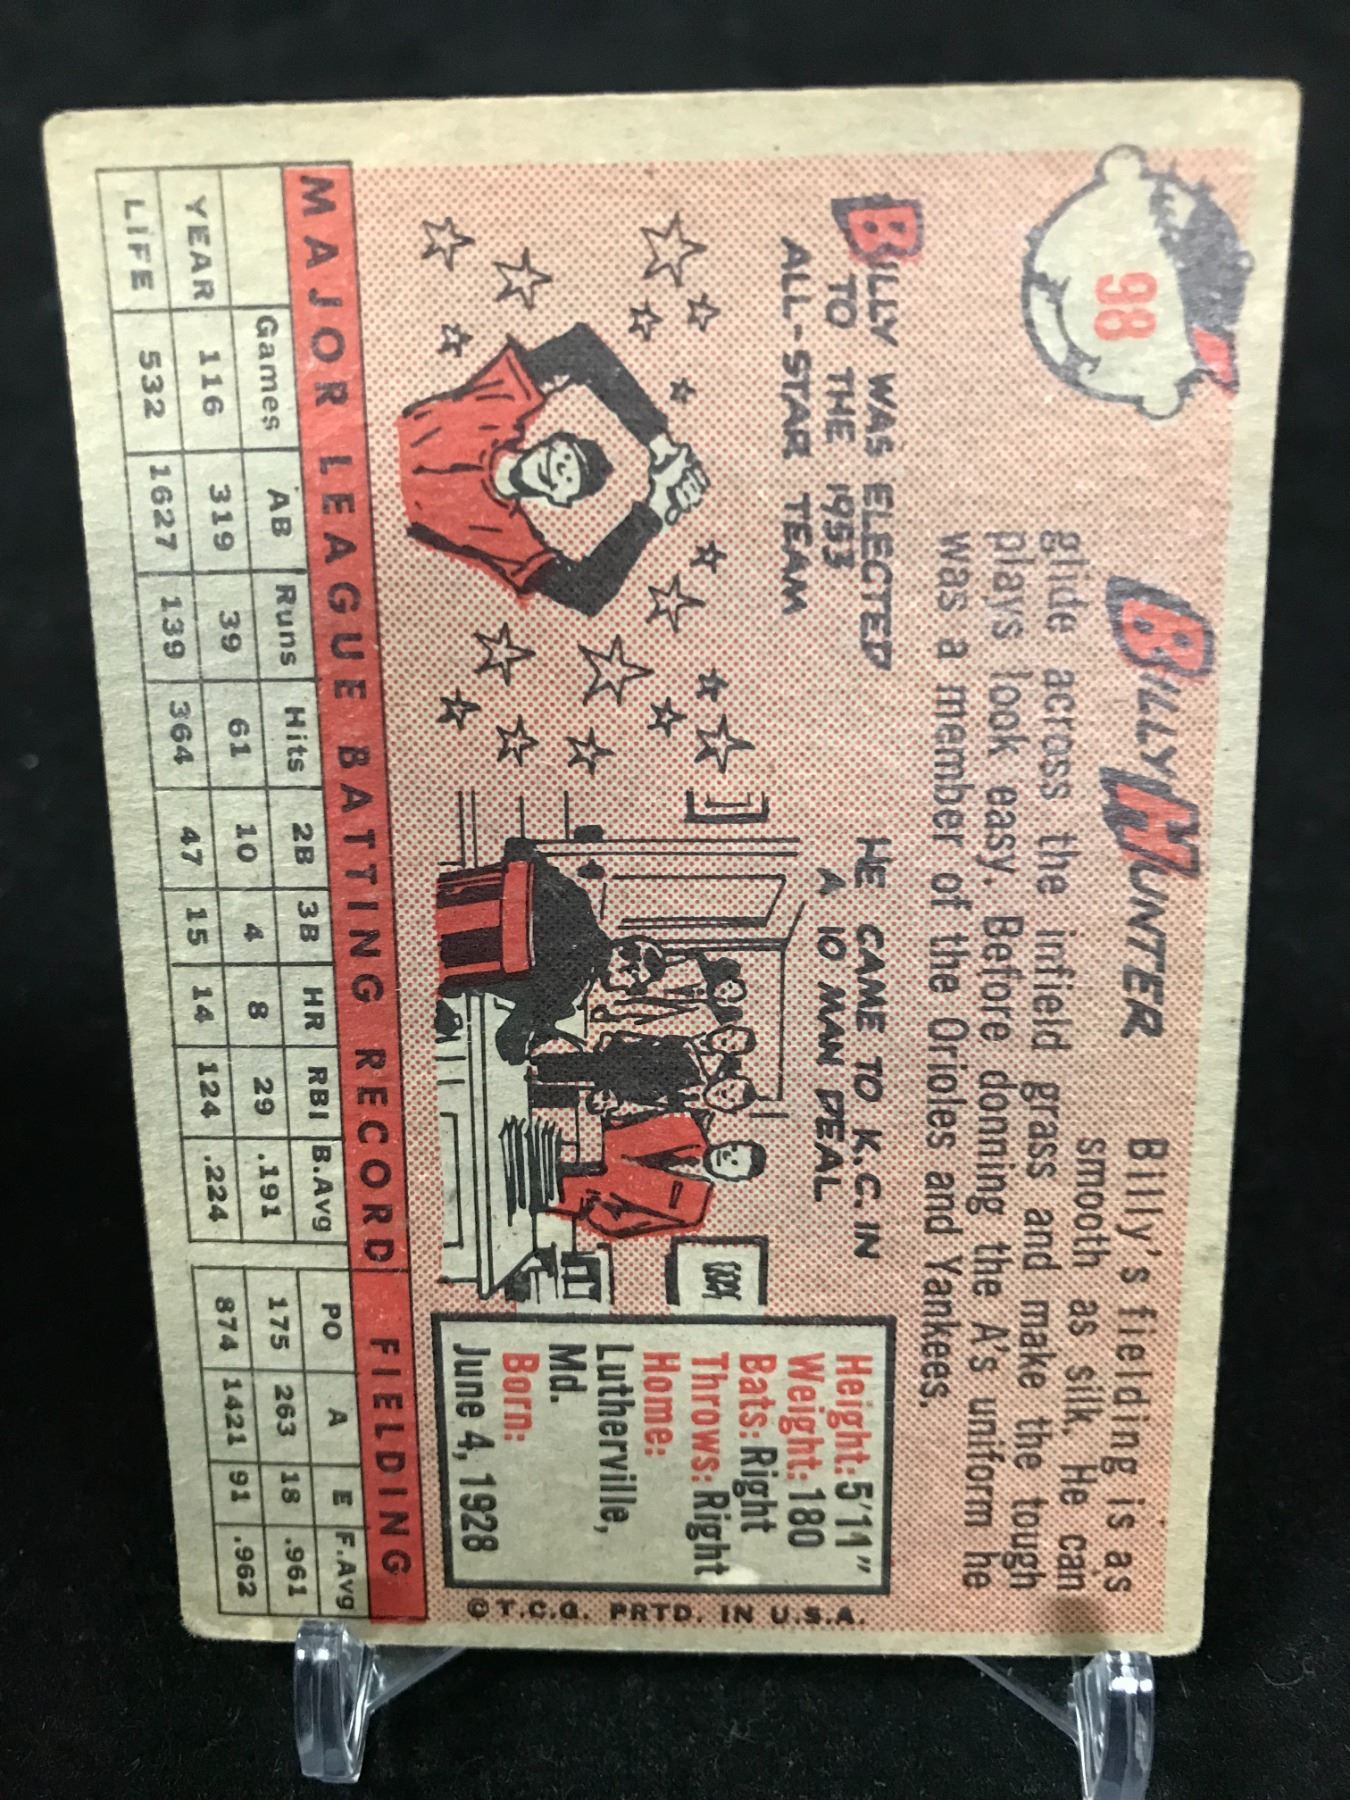 98
BILLY HUNTER
Billy's fielding is as
smooth as silk. He can
glide across the infield grass and make the tough
plays look easy. Before donning the A's uniform he
was a member of the Orioles and Yankees.
BILLY WAS ELECTED
TO THE 1953
ALL-STAR TEAM
HE CAME TO K.C. IN
A 10 MAN DEAL
Height: 5'11"
Weight: 180
Bats: Right
Throws: Right
Home:
Lutherville,
Md.
Born:
June 4, 1928
©T.C.G. PRTD. IN U.S.A.
MAJOR LEAGUE BATTING RECORD FIELDING
Games AB Runs Hits 2B 3B HR RBI B.Avg PO A E F.Avg
YEAR 116 319 39 61 10 4 8 29 .191 175 263 18 .961
LIFE 532 1627 139 364 47 15 14 124 .224 874 1421 91 .962